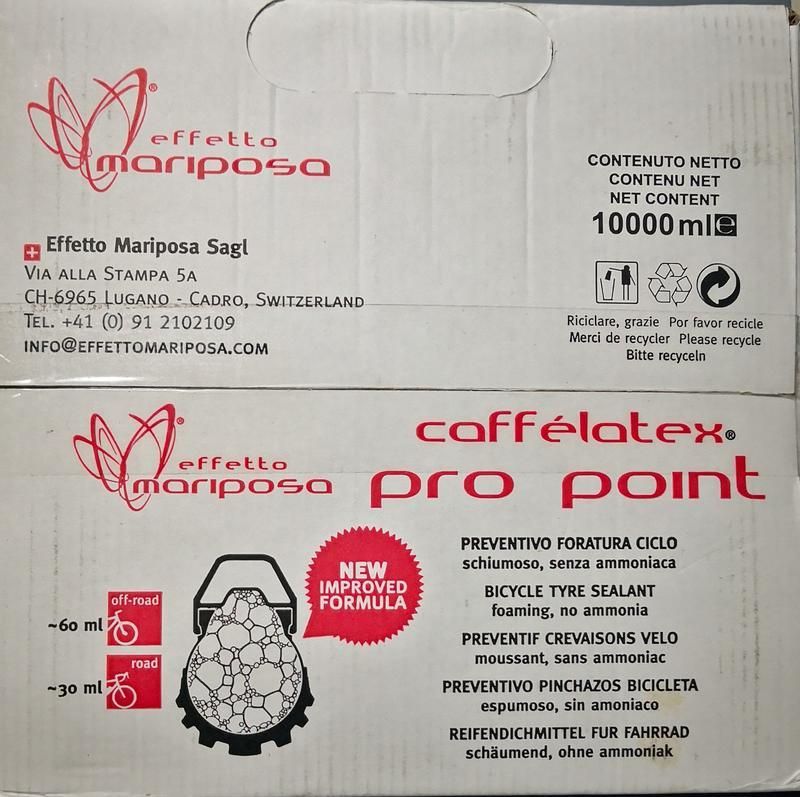 effetto
mariposa®
CONTENUTO NETTO
CONTENU NET
NET CONTENT
10000 ml e
Effetto Mariposa Sagl
VIA ALLA STAMPA 5A
CH-6965 LUGANO - CADRO, SWITZERLAND
TEL. +41 (0) 91 2102109
INFO@EFFETTOMARIPOSA.COM
Riciclare, grazie Por favor recicle
Merci de recycler Please recycle
Bitte recyceln
effetto
mariposa®
caffélatex®
pro point
NEW
IMPROVED
FORMULA
off-road
~60 ml
road
~30 ml
PREVENTIVO FORATURA CICLO
schiumoso, senza ammoniaca
BICYCLE TYRE SEALANT
foaming, no ammonia
PREVENTIF CREVAISONS VELO
moussant, sans ammoniac
PREVENTIVO PINCHAZOS BICICLETA
espumoso, sin amoniaco
REIFENDICHMITTEL FUR FAHRRAD
schäumend, ohne ammoniak